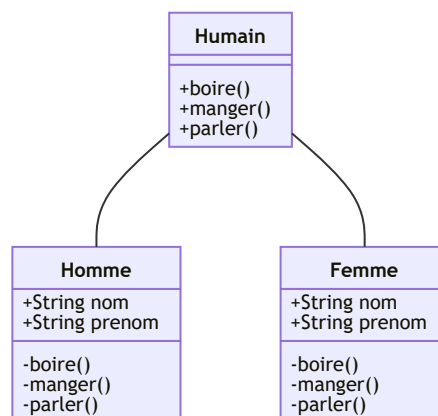 Humain
+boire()
+manger()
+parler()
Homme
+String nom
+String prenom
-boire()
-manger()
-parler()
Femme
+String nom
+String prenom
-boire()
-manger()
-parler()